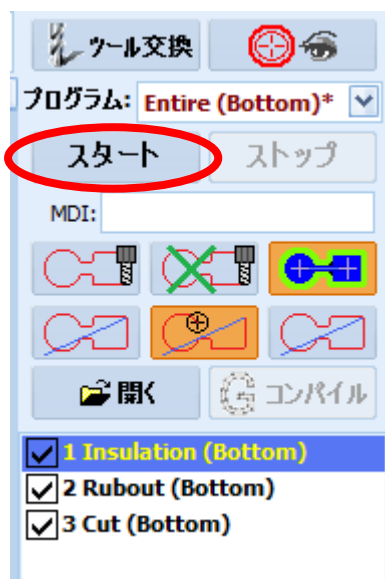 ツール交換
プログラム: Entire (Bottom)*
スタート ストップ
MDI:
開く G コンパイル
1 Insulation (Bottom)
2 Rubout (Bottom)
3 Cut (Bottom)